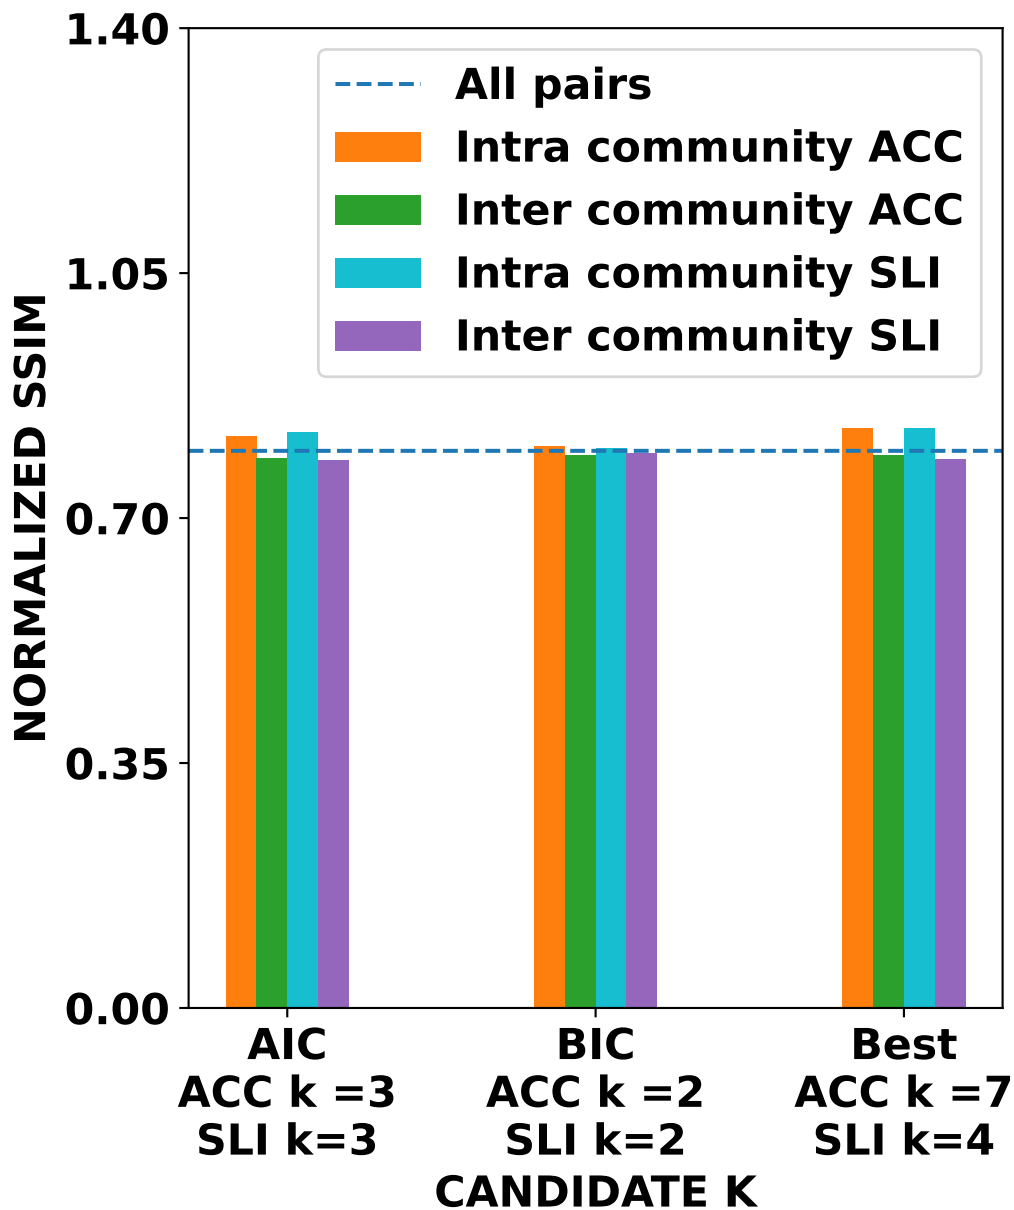 1.40
1.05
0.70
0.35
0.00
NORMALIZED SSIM
All pairs
Intra community ACC
Inter community ACC
Intra community SLI
Inter community SLI
AIC
ACC k =3
SLI k=3
BIC
ACC k =2
SLI k=2
Best
ACC k =7
SLI k=4
CANDIDATE K